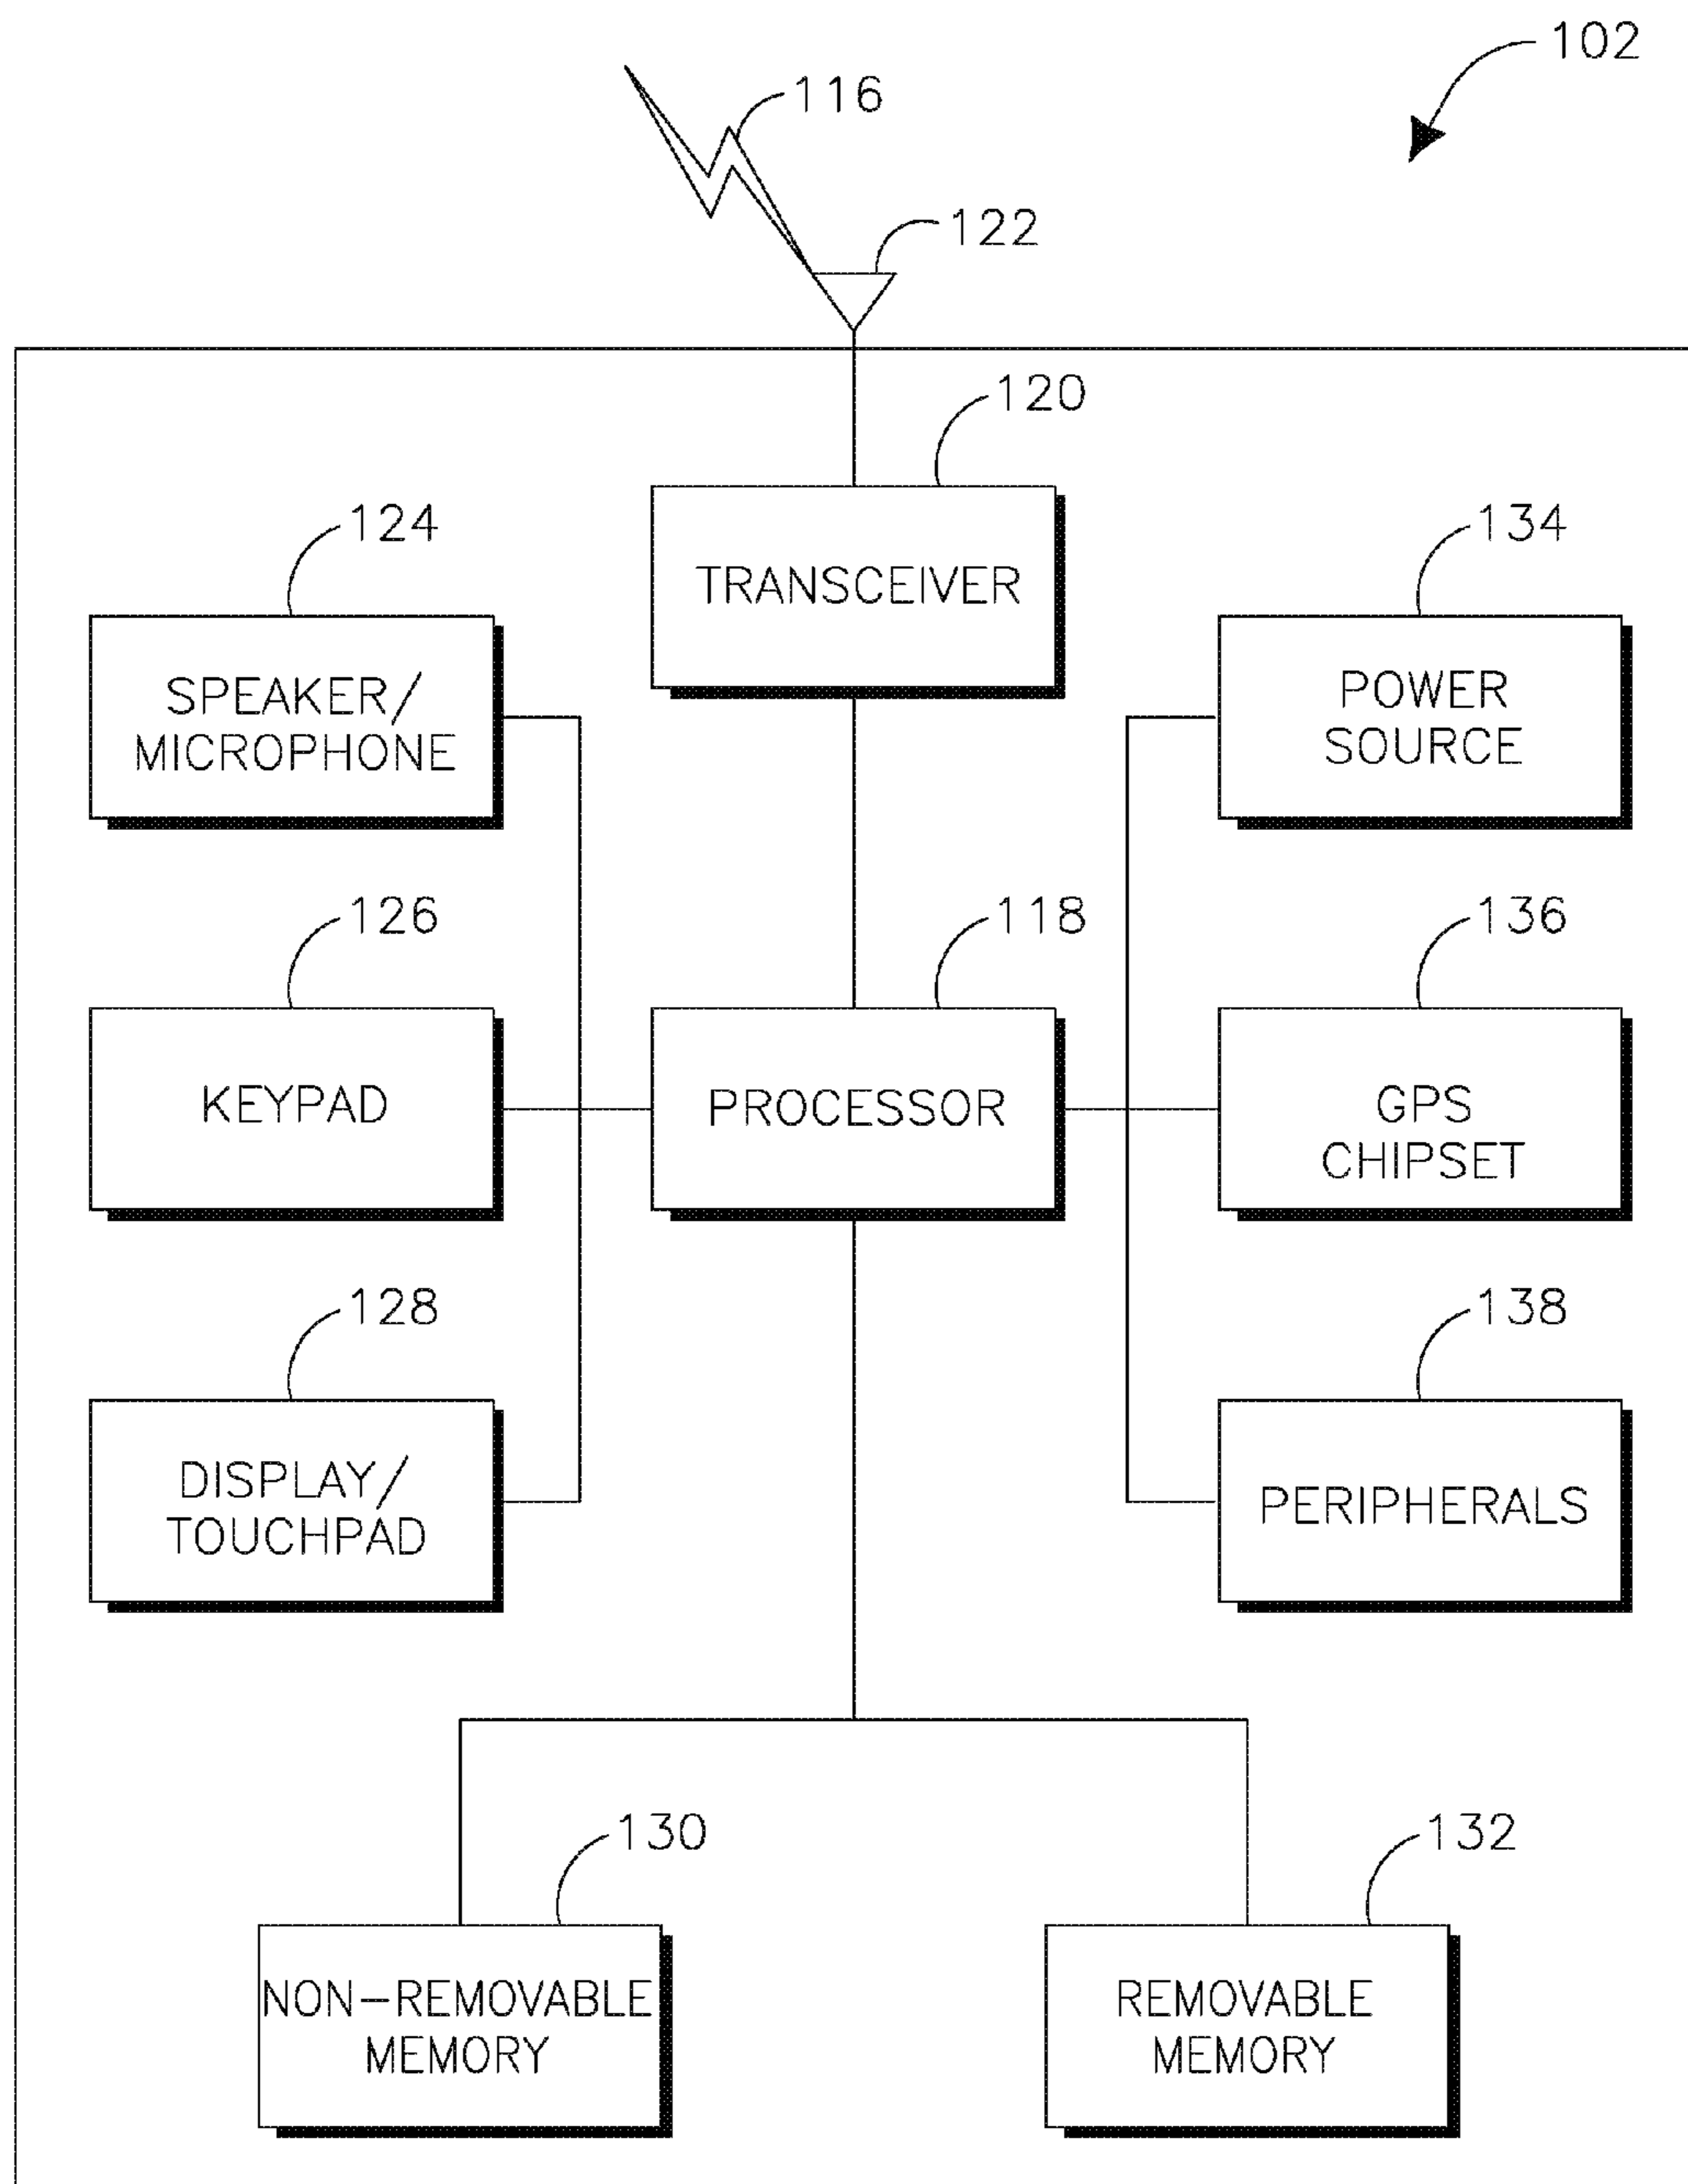 102
116
122
120
TRANSCEIVER
124
SPEAKER/
MICROPHONE
134
POWER
SOURCE
126
KEYPAD
118
PROCESSOR
136
GPS
CHIPSET
128
DISPLAY/
TOUCHPAD
138
PERIPHERALS
130
NON-REMOVABLE
MEMORY
132
REMOVABLE
MEMORY